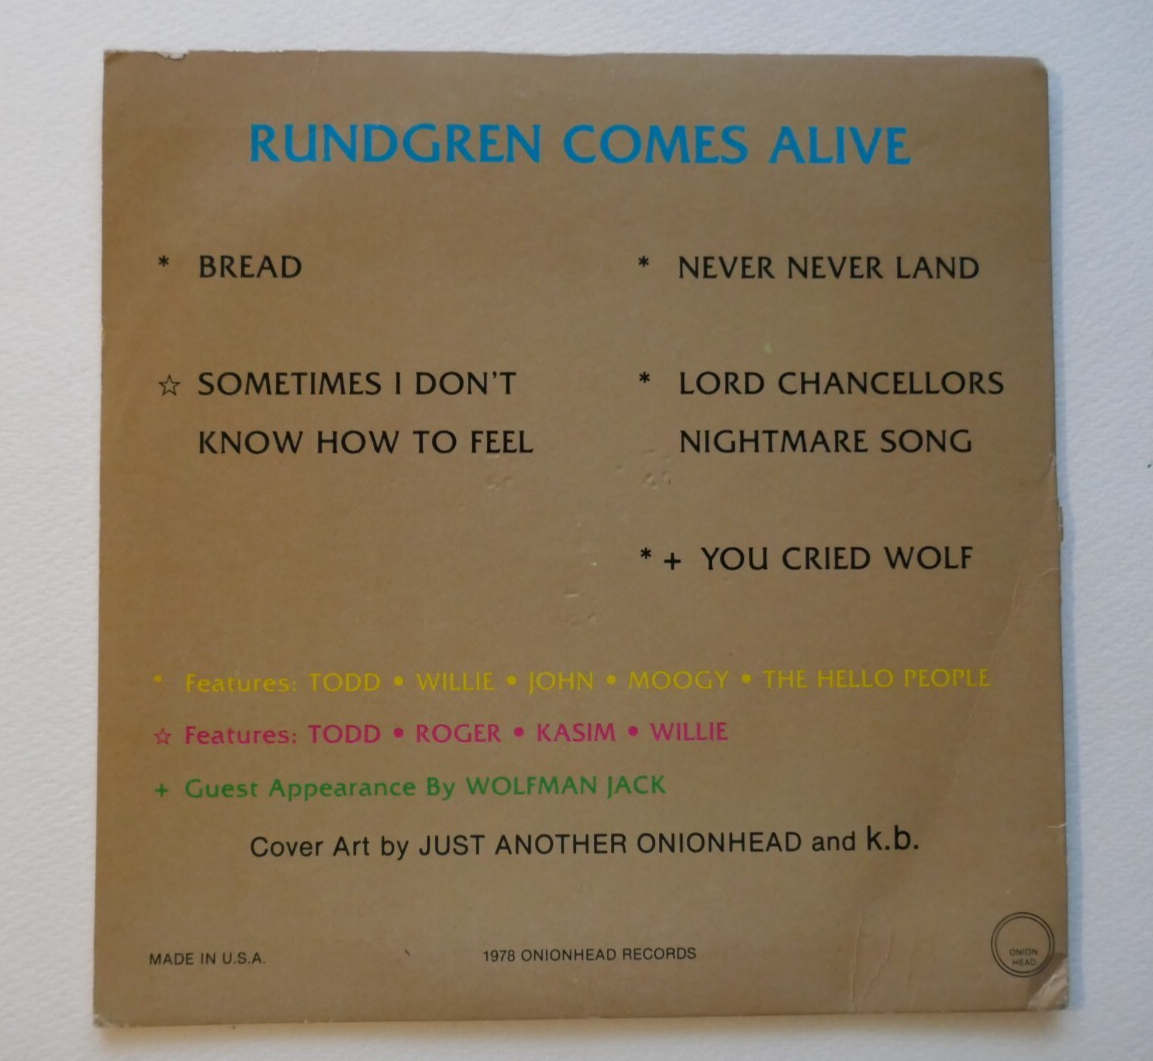 RUNDGREN COMES ALIVE
* BREAD
☆ SOMETIMES I DON'T
KNOW HOW TO FEEL
* NEVER NEVER LAND
* LORD CHANCELLORS
NIGHTMARE SONG
* + YOU CRIED WOLF
* Features: TODD • WILLIE • JOHN • MOOGY • THE HELLO PEOPLE
☆ Features: TODD • ROGER • KASIM • WILLIE
+ Guest Appearance By WOLFMAN JACK
Cover Art by JUST ANOTHER ONIONHEAD and k.b.
MADE IN U.S.A.
1978 ONIONHEAD RECORDS
ONION
HEAD